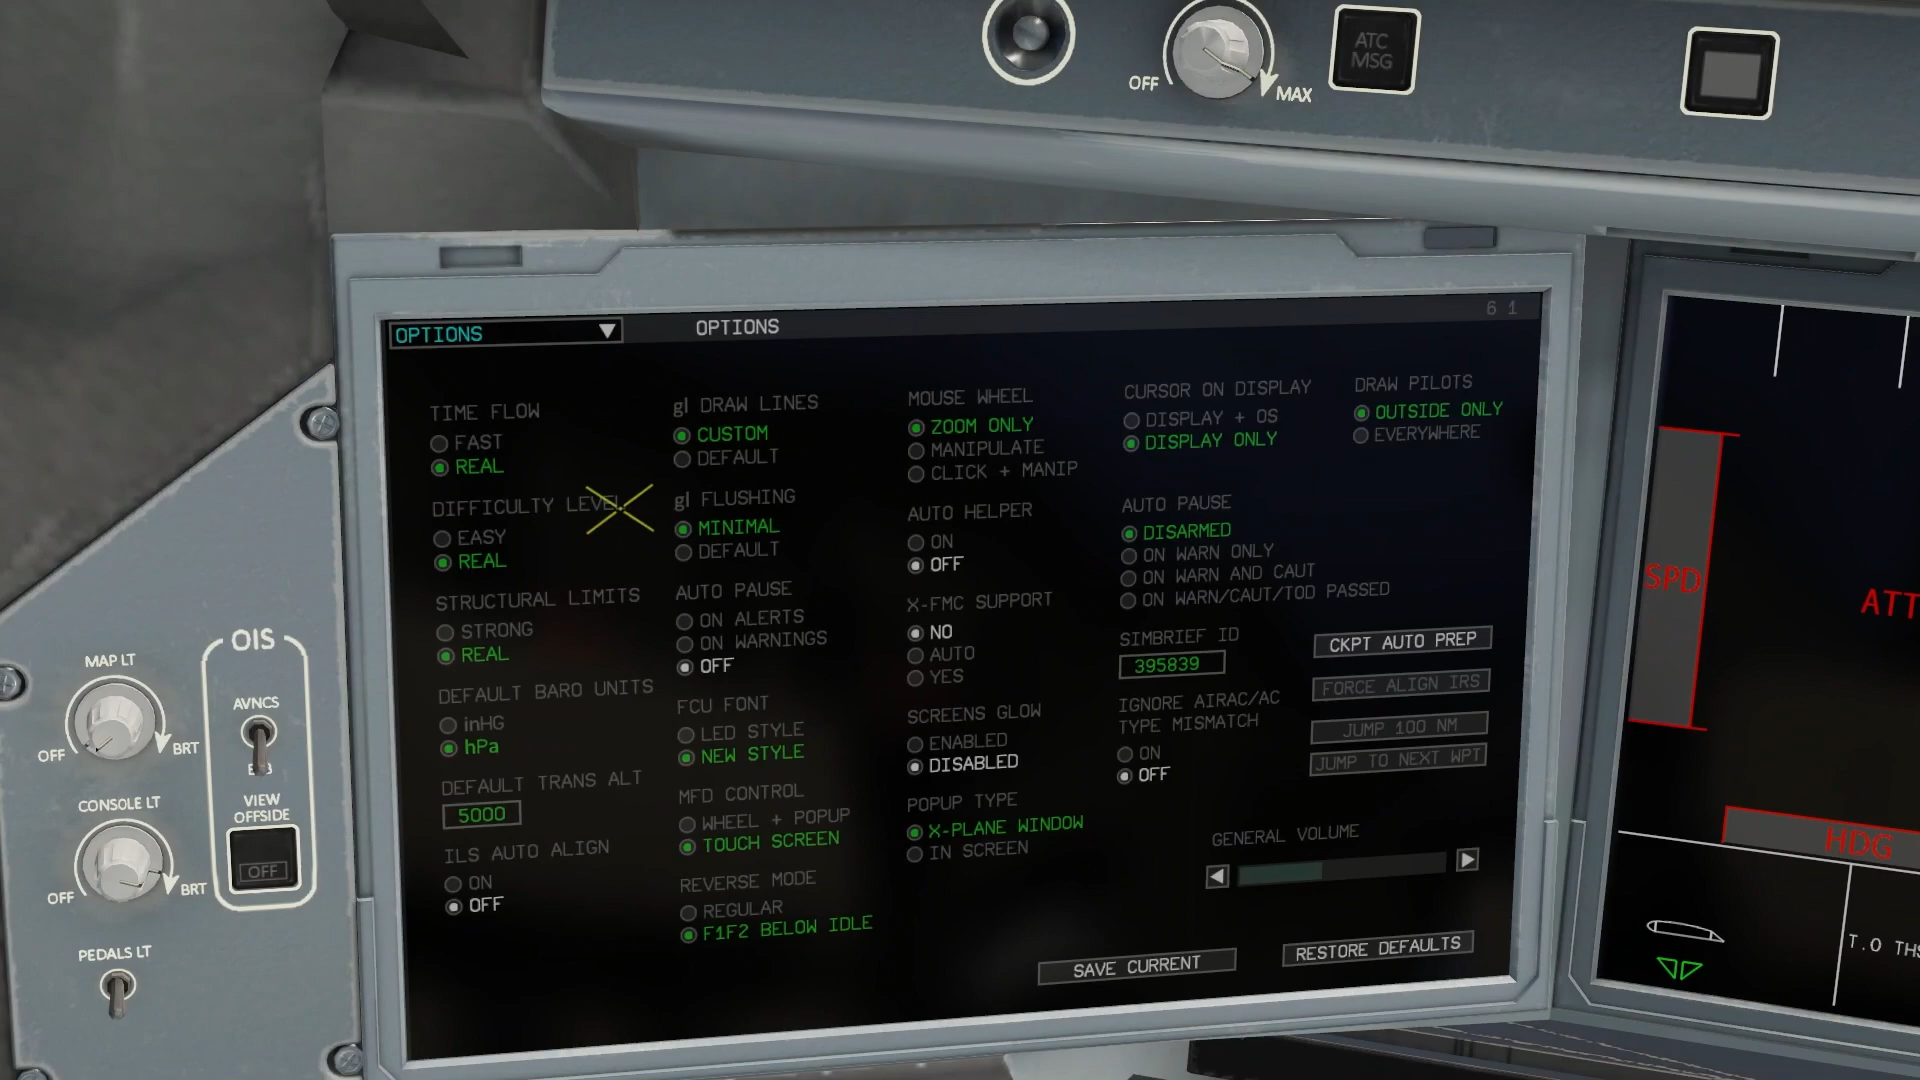 OFF
MAX
ATC
MSG
OPTIONS
OPTIONS
6 1
TIME FLOW
FAST
REAL
DIFFICULTY LEVEL
EASY
REAL
STRUCTURAL LIMITS
STRONG
REAL
DEFAULT BARO UNITS
inHG
hPa
DEFAULT TRANS ALT
5000
ILS AUTO ALIGN
ON
OFF
gl DRAW LINES
CUSTOM
DEFAULT
gl FLUSHING
MINIMAL
DEFAULT
AUTO PAUSE
ON ALERTS
ON WARNINGS
OFF
FCU FONT
LED STYLE
NEW STYLE
MFD CONTROL
WHEEL + POPUP
TOUCH SCREEN
REVERSE MODE
REGULAR
F1F2 BELOW IDLE
MOUSE WHEEL
ZOOM ONLY
MANIPULATE
CLICK + MANIP
AUTO HELPER
ON
OFF
X-FMC SUPPORT
NO
AUTO
YES
SCREENS GLOW
ENABLED
DISABLED
POPUP TYPE
X-PLANE WINDOW
IN SCREEN
CURSOR ON DISPLAY
DISPLAY + OS
DISPLAY ONLY
DRAW PILOTS
OUTSIDE ONLY
EVERYWHERE
AUTO PAUSE
DISARMED
ON WARN ONLY
ON WARN AND CAUT
ON WARN/CAUT/TOD PASSED
SIMBRIEF ID
395839
IGNORE AIRAC/AC
TYPE MISMATCH
ON
OFF
CKPT AUTO PREP
FORCE ALIGN IRS
JUMP 100 NM
JUMP TO NEXT WPT
GENERAL VOLUME
SAVE CURRENT
RESTORE DEFAULTS
OIS
MAP LT
OFF
BRT
AVNCS
VIEW
OFFSIDE
OFF
CONSOLE LT
OFF
BRT
PEDALS LT
SPD
ATT
HDG
T.O THS